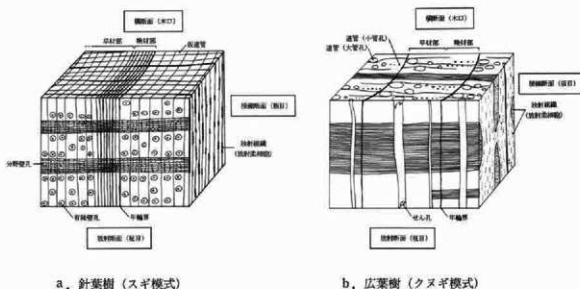 横断面(木口)
早材部 晩材部
仮道管
接線断面(板目)
放射組織
(放射柔細胞)
分野壁孔
有縁壁孔
年輪界
放射断面(柾目)
a. 針葉樹(スギ模式)
横断面(木口)
道管(小管孔)
道管(大管孔)
早材部 晩材部
接線断面(板目)
放射組織
(放射柔細胞)
せん孔
年輪界
放射断面(柾目)
b. 広葉樹(クヌギ模式)